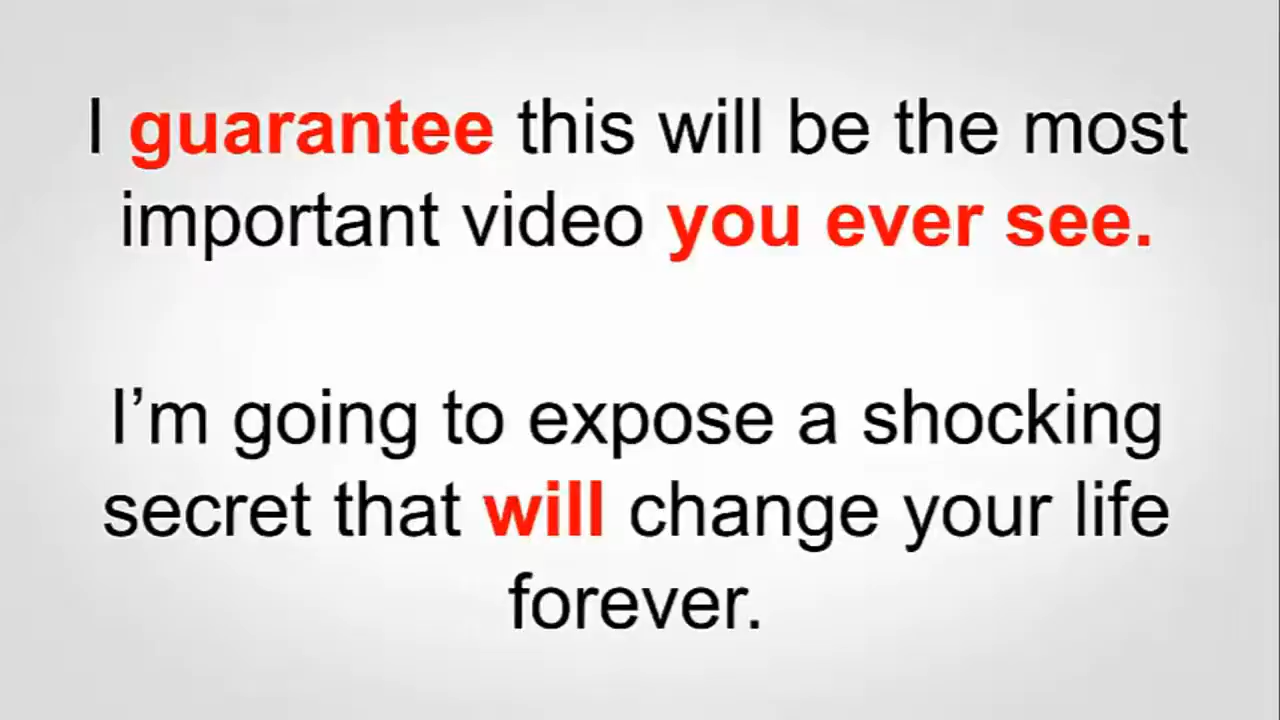 I guarantee this will be the most
important video you ever see.
I’m going to expose a shocking
secret that will change your life
forever.